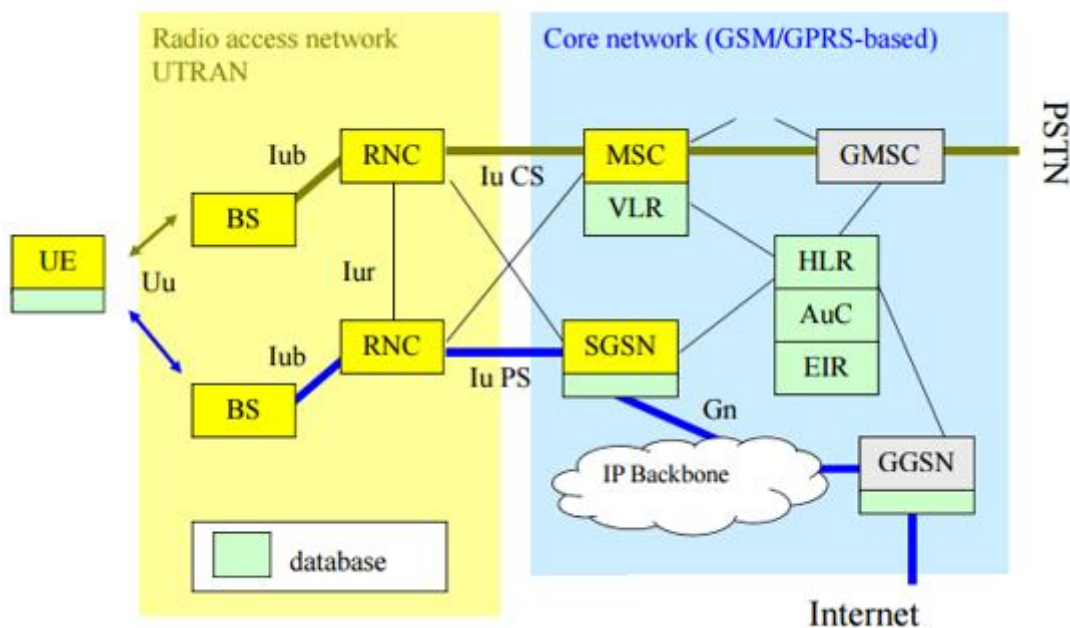 Radio access network
UTRAN
Core network (GSM/GPRS-based)
PSTN
Iub
RNC
Iu CS
MSC
VLR
GMSC
BS
UE
Uu
Iur
HLR
AuC
EIR
Iub
RNC
Iu PS
SGSN
BS
Gn
IP Backbone
GGSN
database
Internet